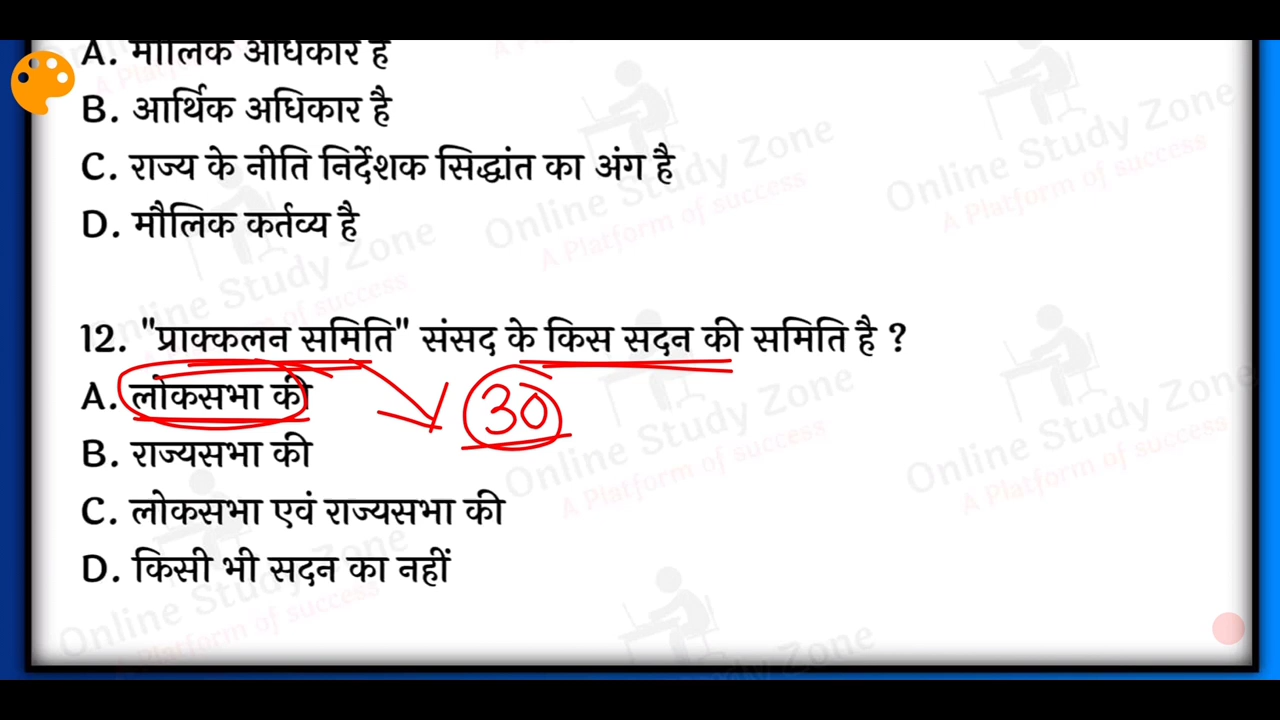 A. मौलिक अधिकार है
B. आर्थिक अधिकार है
C. राज्य के नीति निर्देशक सिद्धांत का अंग है
D. मौलिक कर्तव्य है
12. "प्राक्कलन समिति" संसद के किस सदन की समिति है ?
A. लोकसभा की
30
B. राज्यसभा की
C. लोकसभा एवं राज्यसभा की
D. किसी भी सदन का नहीं
Online Study Zone
A Platform of success